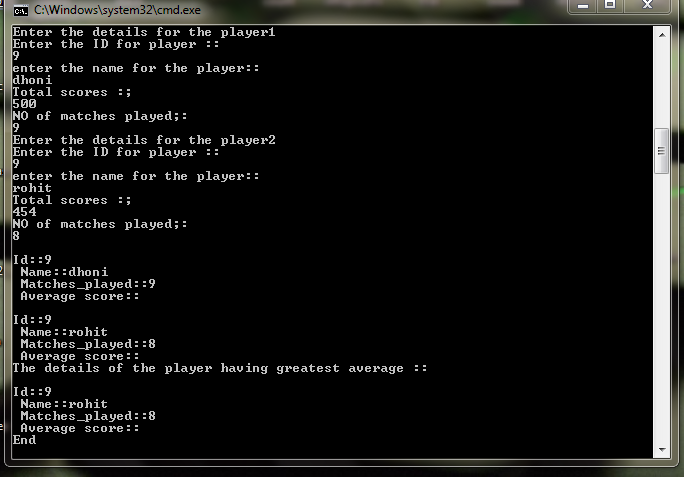 C:\Windows\system32\cmd.exe
Enter the details for the player1
Enter the ID for player ::
9
enter the name for the player::
dhoni
Total scores :;
500
NO of matches played;:
9
Enter the details for the player2
Enter the ID for player ::
9
enter the name for the player::
rohit
Total scores :;
454
NO of matches played;:
8
Id::9
Name::dhoni
Matches_played::9
Average score::
Id::9
Name::rohit
Matches_played::8
Average score::
The details of the player having greatest average ::
Id::9
Name::rohit
Matches_played::8
Average score::
End